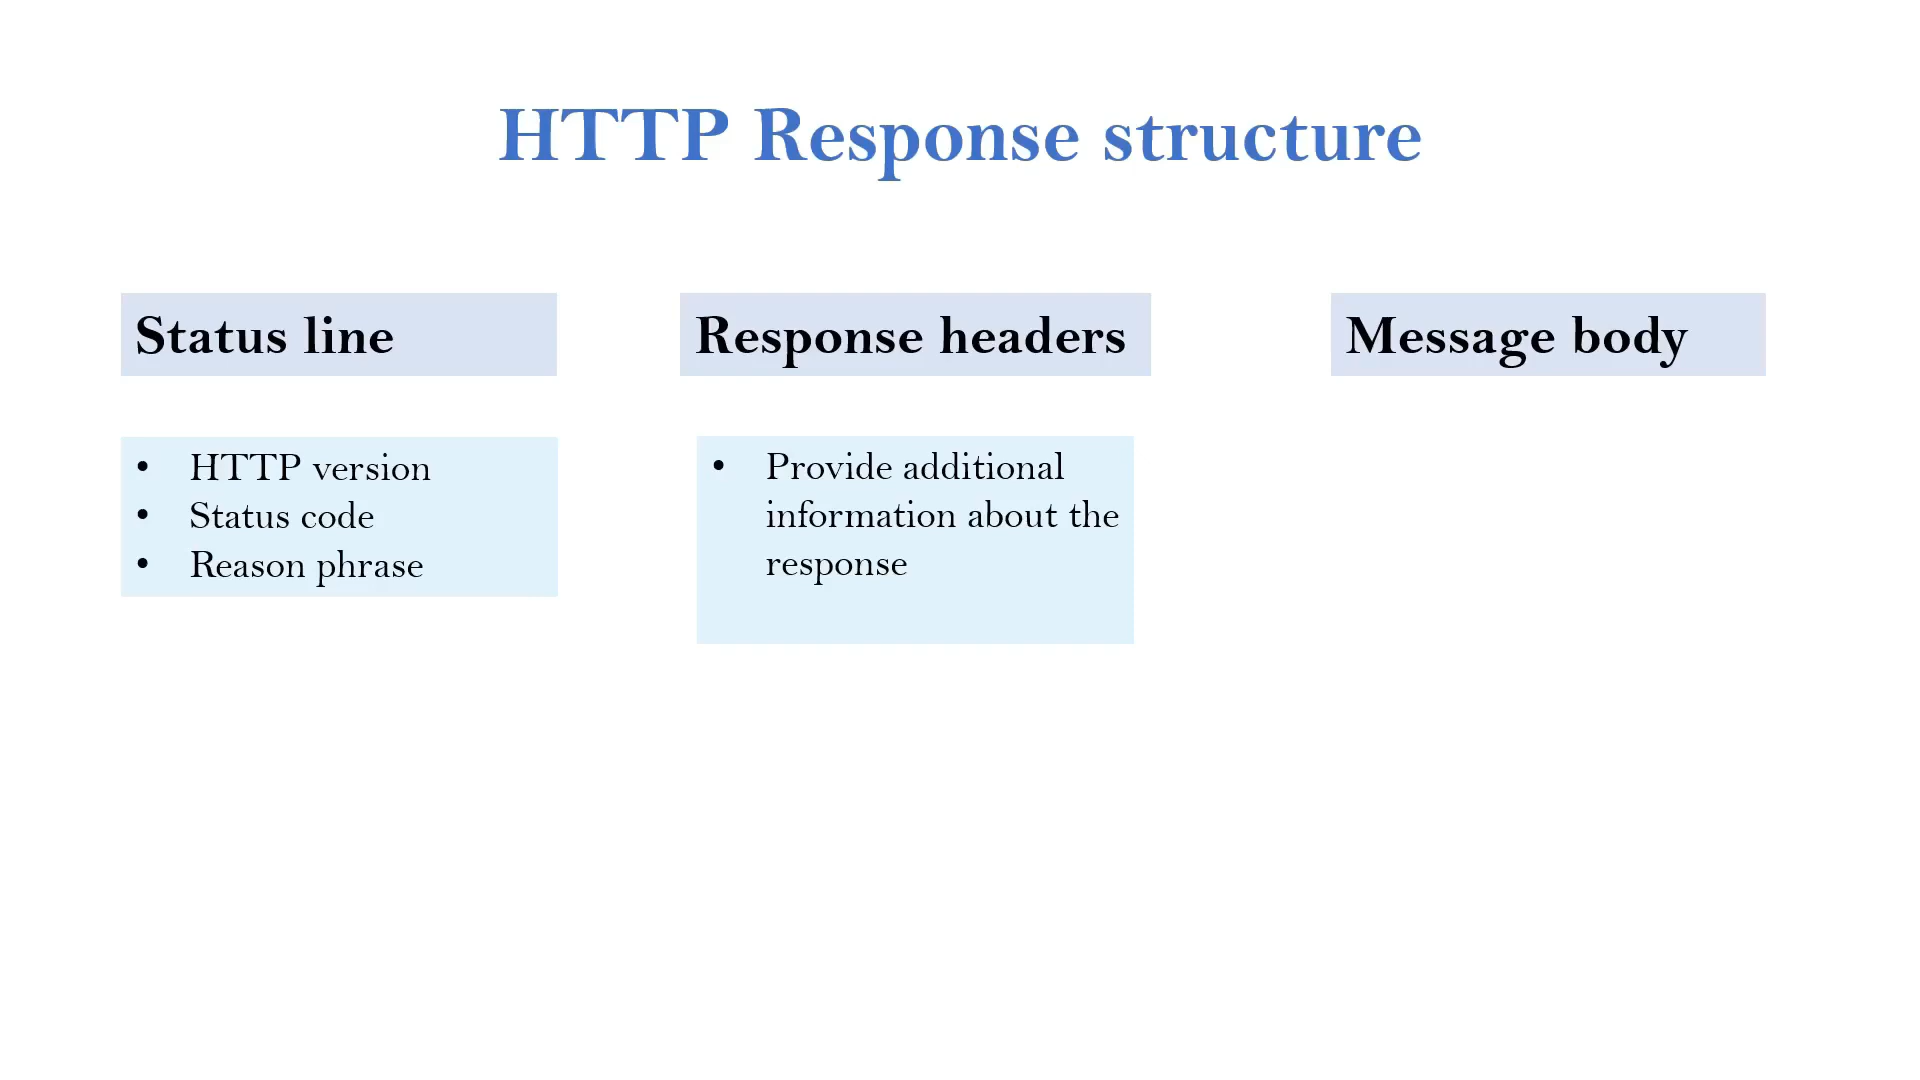 HTTP Response structure
Status line
Response headers
Message body
• HTTP version
• Status code
• Reason phrase
• Provide additional
information about the
response